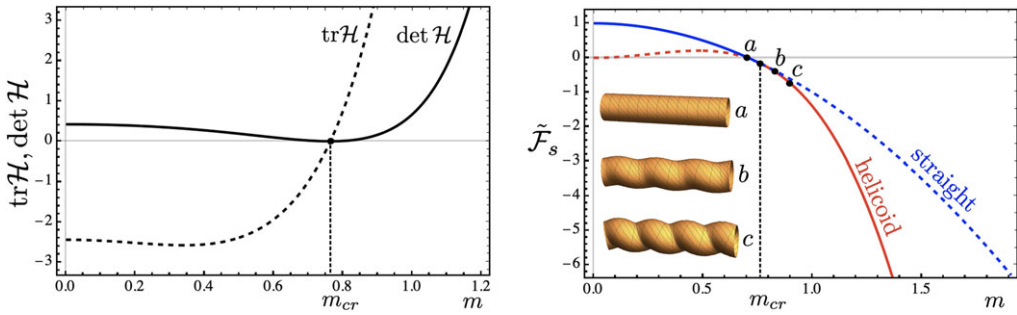 trℋ, det ℋ
3
2
1
0
-1
-2
-3
trℋ
det ℋ
0.0 0.2 0.4 0.6 0.8 1.0 1.2
m_cr
m
ℱ̃_s
1
0
-1
-2
-3
-4
-5
-6
a
b
c
a
b
c
helicoid
straight
0.0 0.5 1.0 1.5
m_cr
m